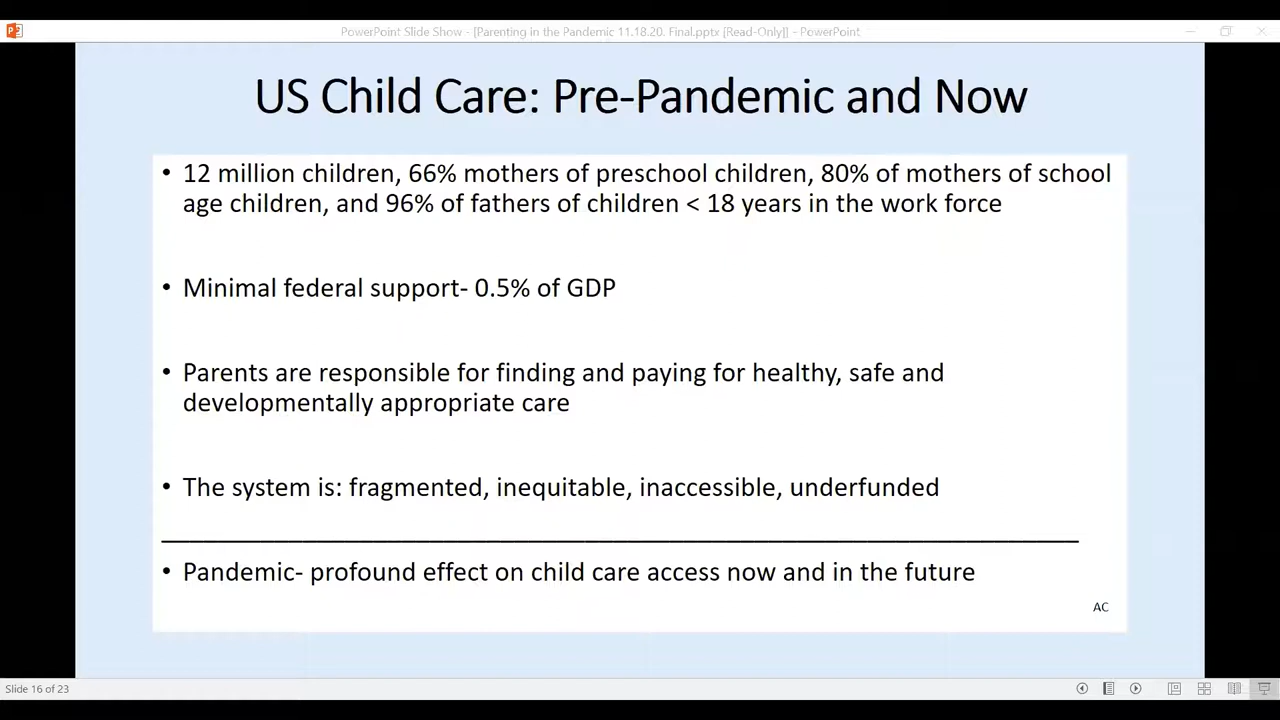 PowerPoint Slide Show - [Parenting in the Pandemic 11.18.20. Final.pptx [Read-Only]] - PowerPoint
US Child Care: Pre-Pandemic and Now
• 12 million children, 66% mothers of preschool children, 80% of mothers of school
age children, and 96% of fathers of children < 18 years in the work force
• Minimal federal support- 0.5% of GDP
• Parents are responsible for finding and paying for healthy, safe and
developmentally appropriate care
• The system is: fragmented, inequitable, inaccessible, underfunded
• Pandemic- profound effect on child care access now and in the future
AC
Slide 16 of 23